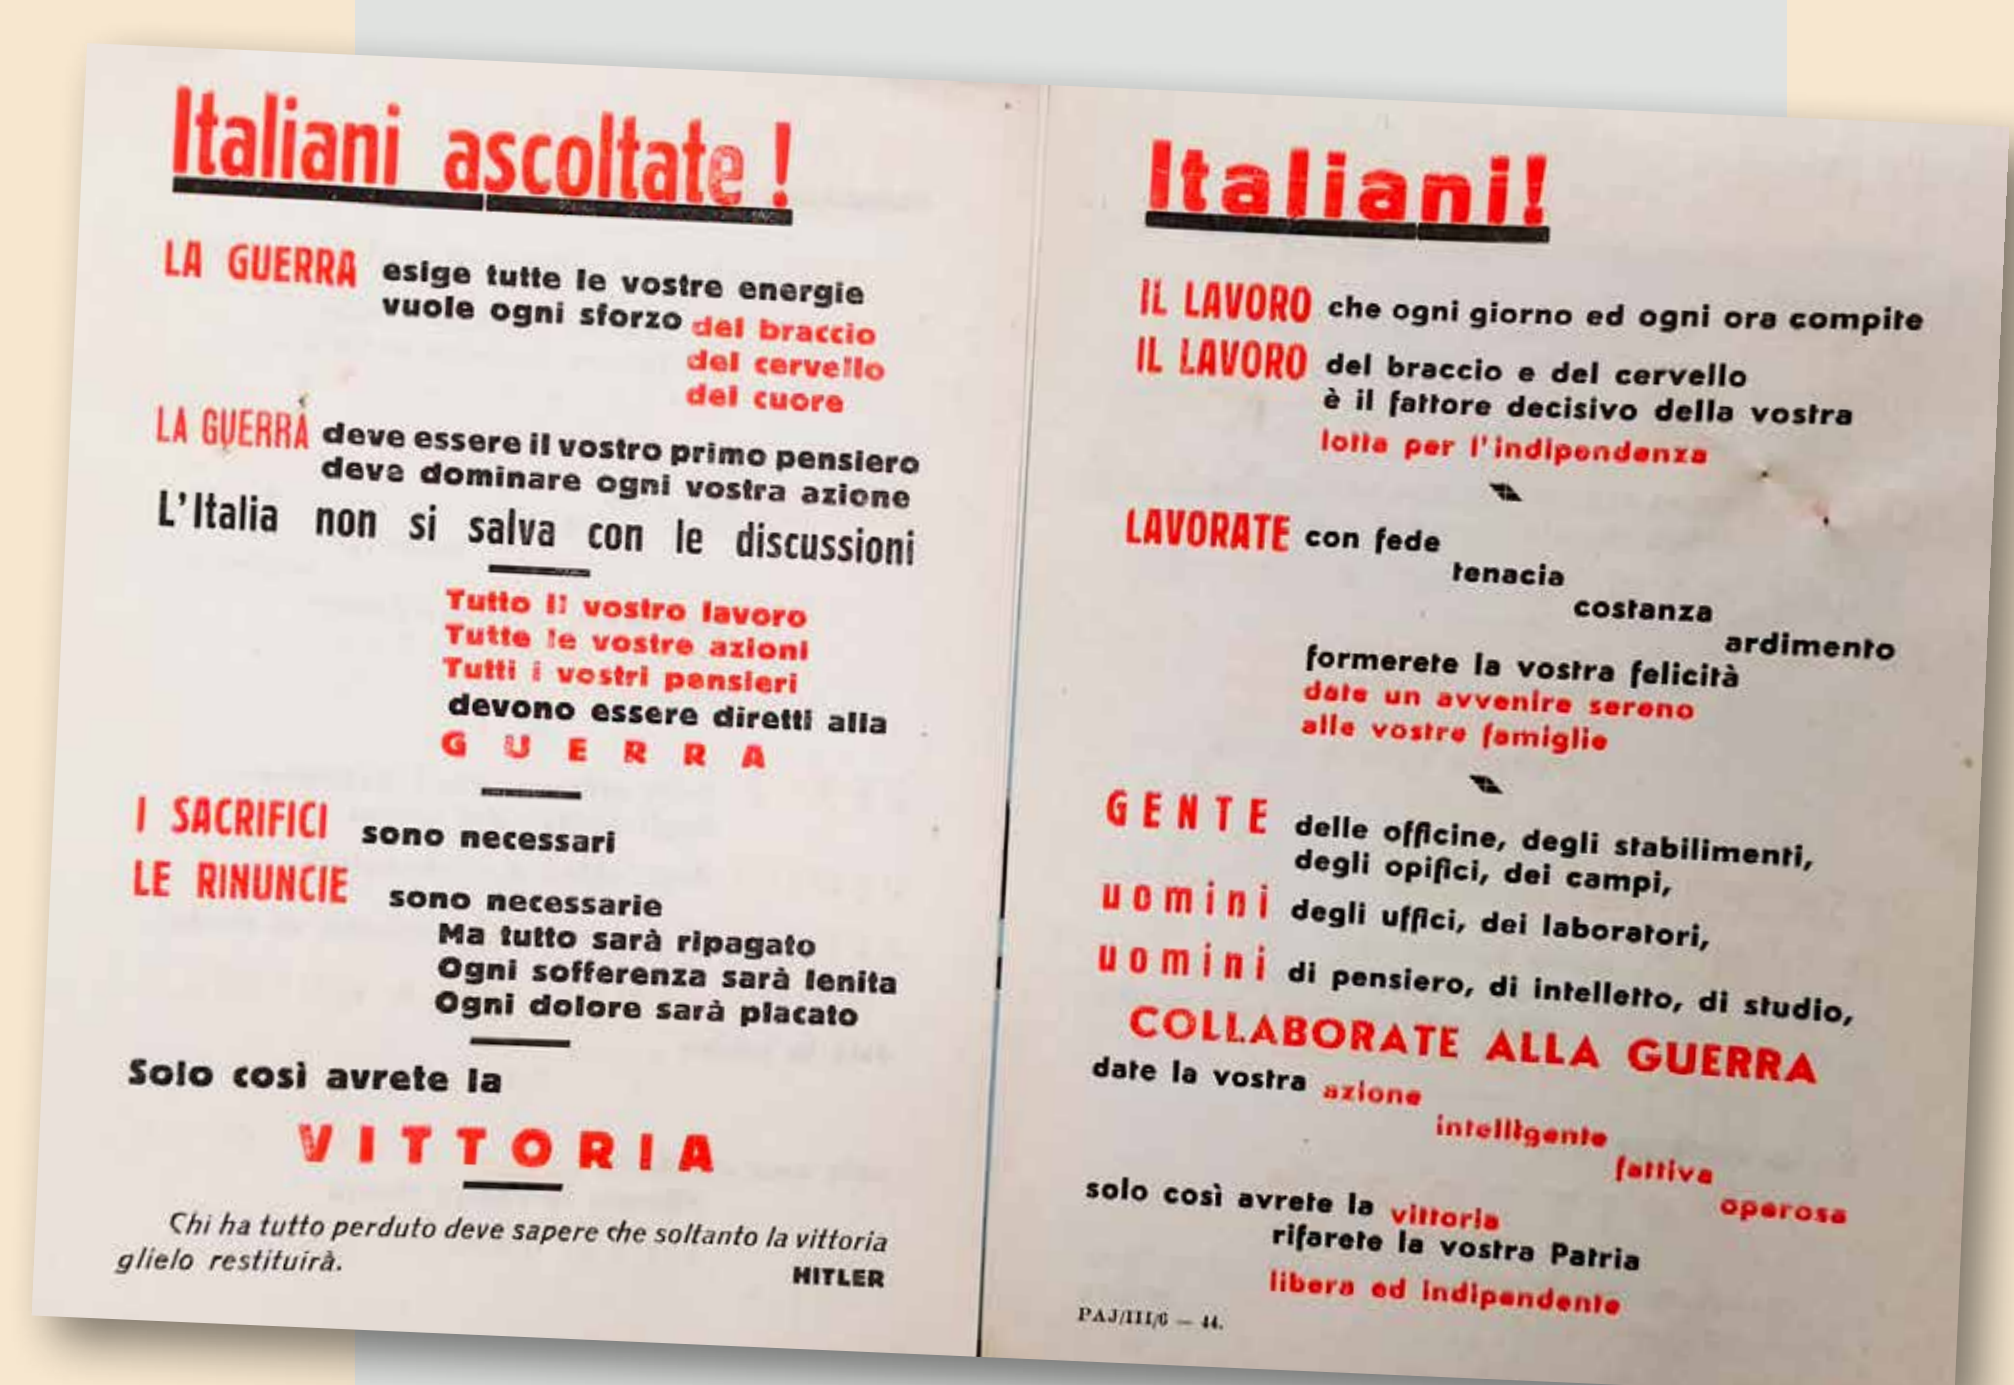 Italiani ascoltate !
LA GUERRA esige tutte le vostre energie
vuole ogni sforzo del braccio
del cervello
del cuore
LA GUERRA deve essere il vostro primo pensiero
deve dominare ogni vostra azione
L'Italia non si salva con le discussioni
Tutto il vostro lavoro
Tutte le vostre azioni
Tutti i vostri pensieri
devono essere diretti alla
GUERRA
I SACRIFICI sono necessari
LE RINUNCIE sono necessarie
Ma tutto sarà ripagato
Ogni sofferenza sarà lenita
Ogni dolore sarà placato
Solo così avrete la
VITTORIA
Chi ha tutto perduto deve sapere che soltanto la vittoria
glielo restituirà.
HITLER
Italiani!
IL LAVORO che ogni giorno ed ogni ora compite
IL LAVORO del braccio e del cervello
è il fattore decisivo della vostra
lotta per l'indipendenza
LAVORATE con fede
tenacia
costanza
ardimento
formerete la vostra felicità
date un avvenire sereno
alle vostre famiglie
GENTE delle officine, degli stabilimenti,
degli opifici, dei campi,
uomini degli uffici, dei laboratori,
uomini di pensiero, di intelletto, di studio,
COLLABORATE ALLA GUERRA
date la vostra azione
intelligente
fattiva
operosa
solo così avrete la vittoria
rifarete la vostra Patria
libera ed indipendente
PAJ/III/6 — 44.